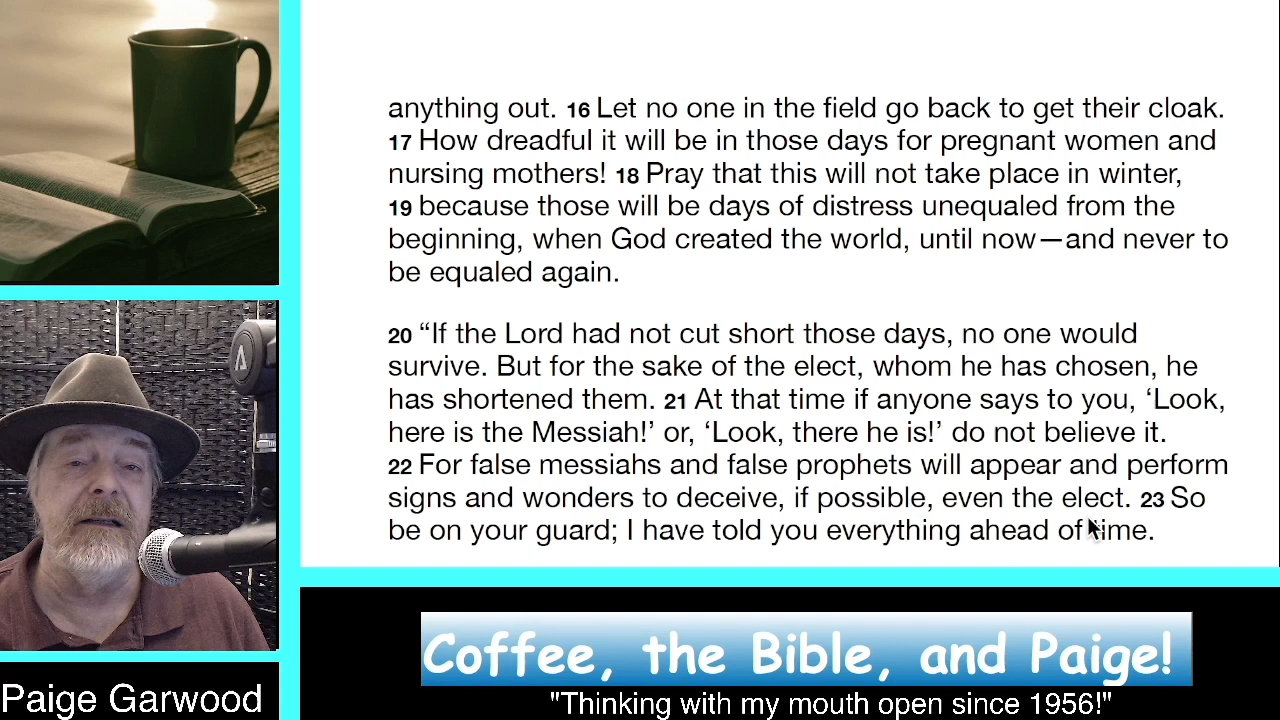 anything out. 16 Let no one in the field go back to get their cloak.
17 How dreadful it will be in those days for pregnant women and
nursing mothers! 18 Pray that this will not take place in winter,
19 because those will be days of distress unequaled from the
beginning, when God created the world, until now—and never to
be equaled again.
20 “If the Lord had not cut short those days, no one would
survive. But for the sake of the elect, whom he has chosen, he
has shortened them. 21 At that time if anyone says to you, ‘Look,
here is the Messiah!’ or, ‘Look, there he is!’ do not believe it.
22 For false messiahs and false prophets will appear and perform
signs and wonders to deceive, if possible, even the elect. 23 So
be on your guard; I have told you everything ahead of time.
Coffee, the Bible, and Paige!
Paige Garwood
"Thinking with my mouth open since 1956!"